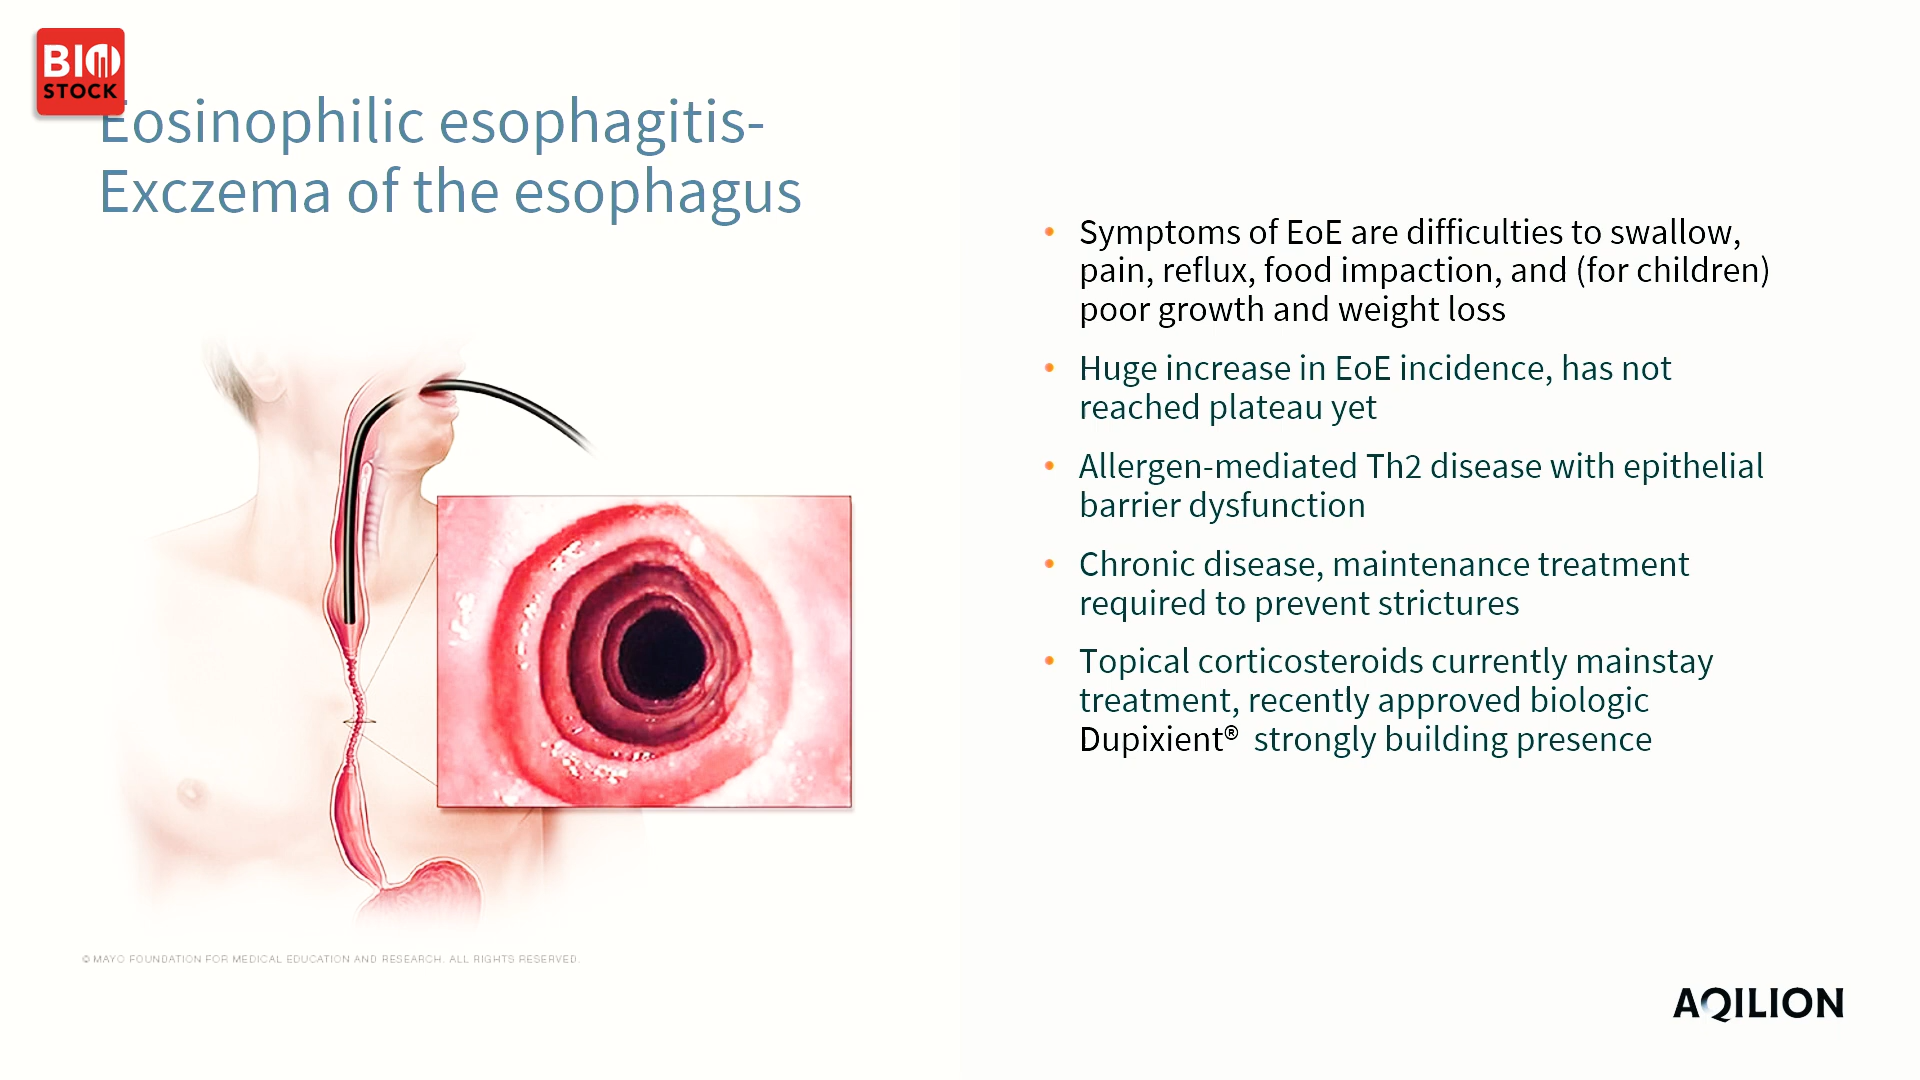 BIO
STOCK
Eosinophilic esophagitis-
Exczema of the esophagus
• Symptoms of EoE are difficulties to swallow,
pain, reflux, food impaction, and (for children)
poor growth and weight loss
• Huge increase in EoE incidence, has not
reached plateau yet
• Allergen-mediated Th2 disease with epithelial
barrier dysfunction
• Chronic disease, maintenance treatment
required to prevent strictures
• Topical corticosteroids currently mainstay
treatment, recently approved biologic
Dupixient® strongly building presence
© MAYO FOUNDATION FOR MEDICAL EDUCATION AND RESEARCH. ALL RIGHTS RESERVED.
AQILION